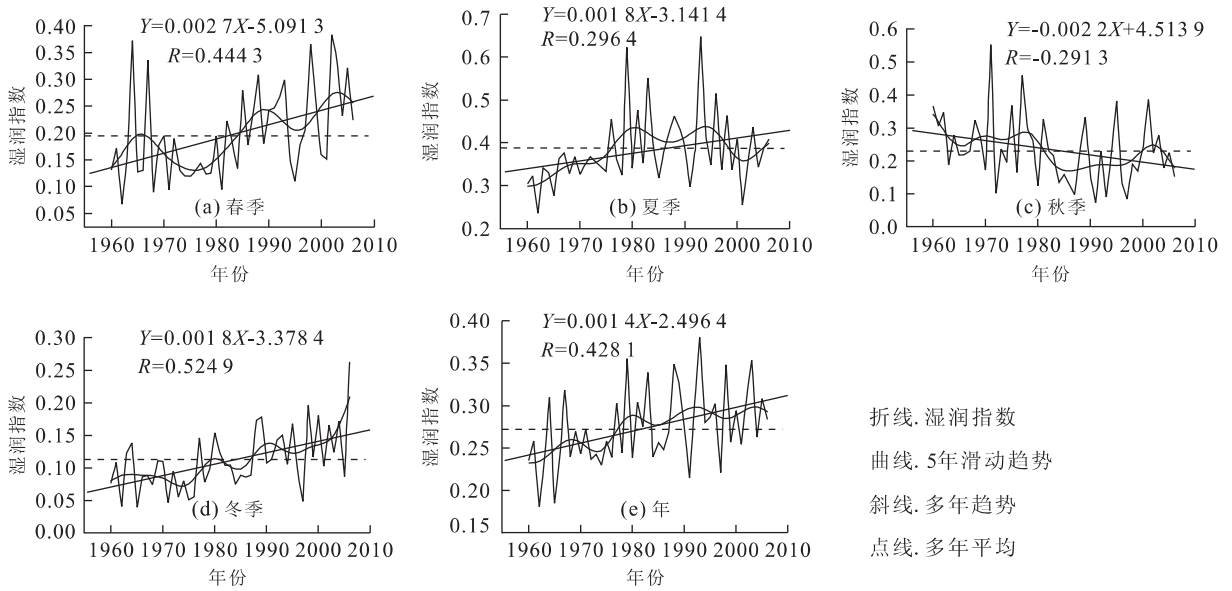 Y=0.002 7X-5.091 3
R=0.444 3
湿润指数
0.40
0.35
0.30
0.25
0.20
0.15
0.10
0.05
(a) 春季
1960 1970 1980 1990 2000 2010
年份
Y=0.001 8X-3.141 4
R=0.296 4
湿润指数
0.7
0.6
0.5
0.4
0.3
0.2
(b) 夏季
1960 1970 1980 1990 2000 2010
年份
Y=-0.002 2X+4.513 9
R=-0.291 3
湿润指数
0.6
0.5
0.4
0.3
0.2
0.1
0.0
(c) 秋季
1960 1970 1980 1990 2000 2010
年份
Y=0.001 8X-3.378 4
R=0.524 9
湿润指数
0.30
0.25
0.20
0.15
0.10
0.05
0.00
(d) 冬季
1960 1970 1980 1990 2000 2010
年份
Y=0.001 4X-2.496 4
R=0.428 1
湿润指数
0.40
0.35
0.30
0.25
0.20
0.15
(e) 年
1960 1970 1980 1990 2000 2010
年份
折线. 湿润指数
曲线. 5年滑动趋势
斜线. 多年趋势
点线. 多年平均